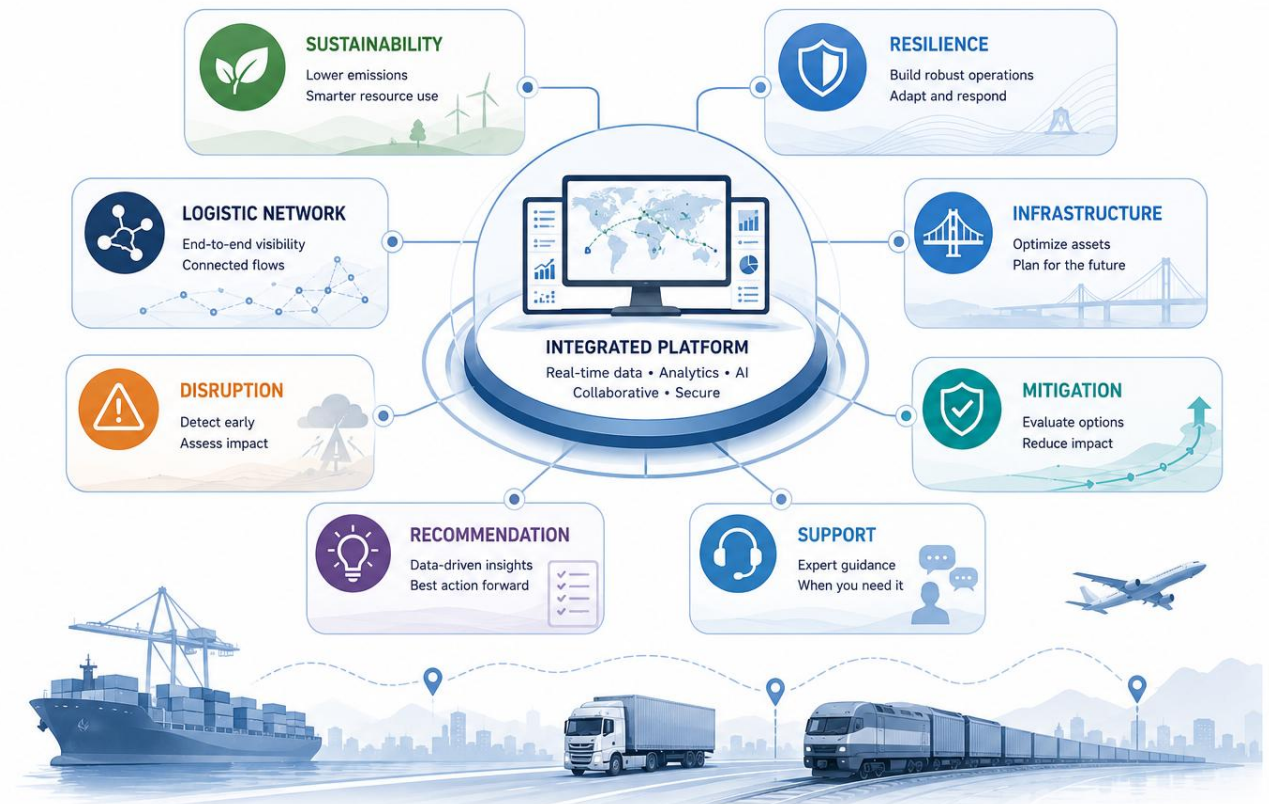 SUSTAINABILITY
Lower emissions
Smarter resource use
RESILIENCE
Build robust operations
Adapt and respond
LOGISTIC NETWORK
End-to-end visibility
Connected flows
INFRASTRUCTURE
Optimize assets
Plan for the future
INTEGRATED PLATFORM
Real-time data • Analytics • AI
Collaborative • Secure
DISRUPTION
Detect early
Assess impact
MITIGATION
Evaluate options
Reduce impact
RECOMMENDATION
Data-driven insights
Best action forward
SUPPORT
Expert guidance
When you need it